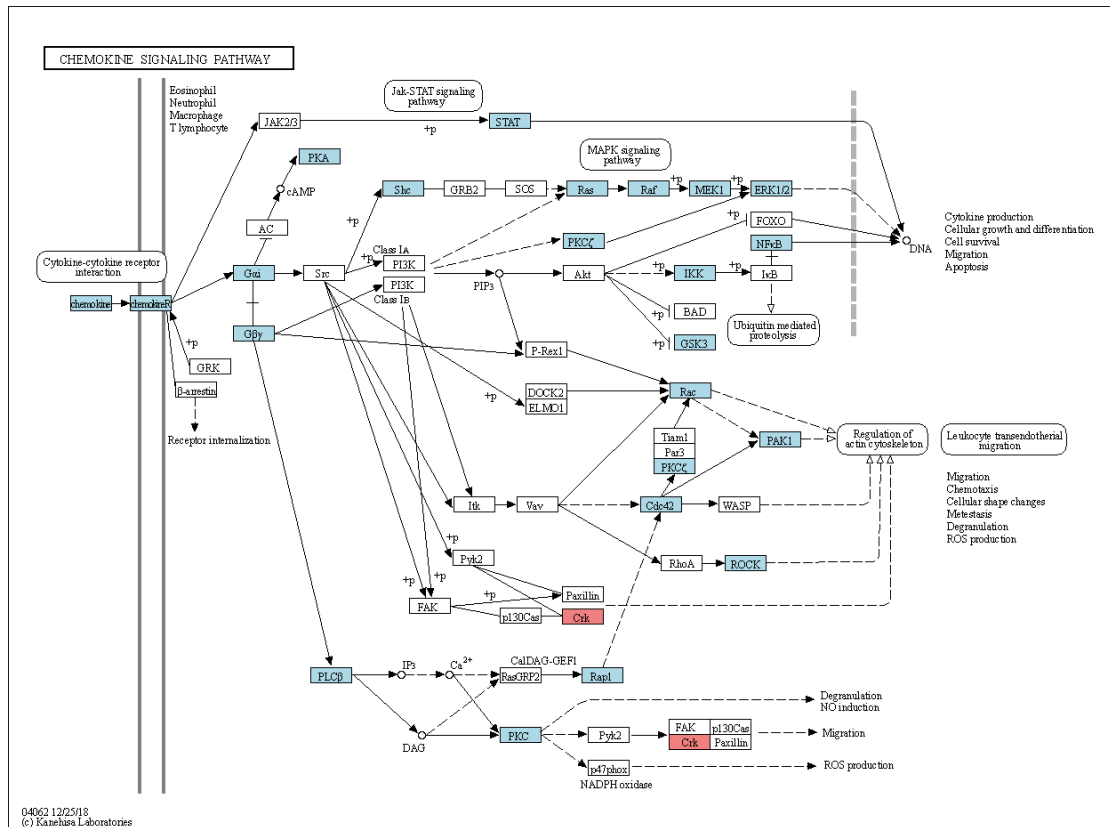 CHEMOKINE SIGNALING PATHWAY
Eosinophil
Neutrophil
Macrophage
T lymphocyte
Jak-STAT signaling
pathway
JAK2/3
+p
STAT
PKA
cAMP
AC
MAPK signaling
pathway
Shc
GRB2
SOS
Ras
Raf
+p
MEK1
+p
ERK1/2
+p
Cytokine-cytokine receptor
interaction
chemokine
chemokineR
Gαi
Src
+p
Class IA
PI3K
PI3K
Class IB
PKCζ
PIP3
Akt
+p
FOXO
NFκB
DNA
+p
IKK
+p
IκB
+p
BAD
+p
GSK3
Ubiquitin mediated
proteolysis
Cytokine production
Cellular growth and differentiation
Cell survival
Migration
Apoptosis
Gβγ
+p
GRK
β-arrestin
Receptor internalization
P-Rex1
+p
DOCK2
ELMO1
Rac
Tiam1
Par3
PKCζ
PAK1
Regulation of
actin cytoskeleton
Leukocyte transendotherial
migration
Itk
Vav
Cdc42
WASP
Migration
Chemotaxis
Cellular shape changes
Metestasis
Degranulation
ROS production
+p
Pyk2
RhoA
ROCK
+p
+p
FAK
+p
Paxillin
p130Cas
Crk
PLCβ
IP3
Ca2+
CalDAG-GEF1
RasGRP2
Rap1
DAG
PKC
Pyk2
FAK
p130Cas
Crk
Paxillin
Degranulation
NO induction
Migration
p47phox
NADPH oxidase
ROS production
04062 12/25/18
(c) Kanehisa Laboratories